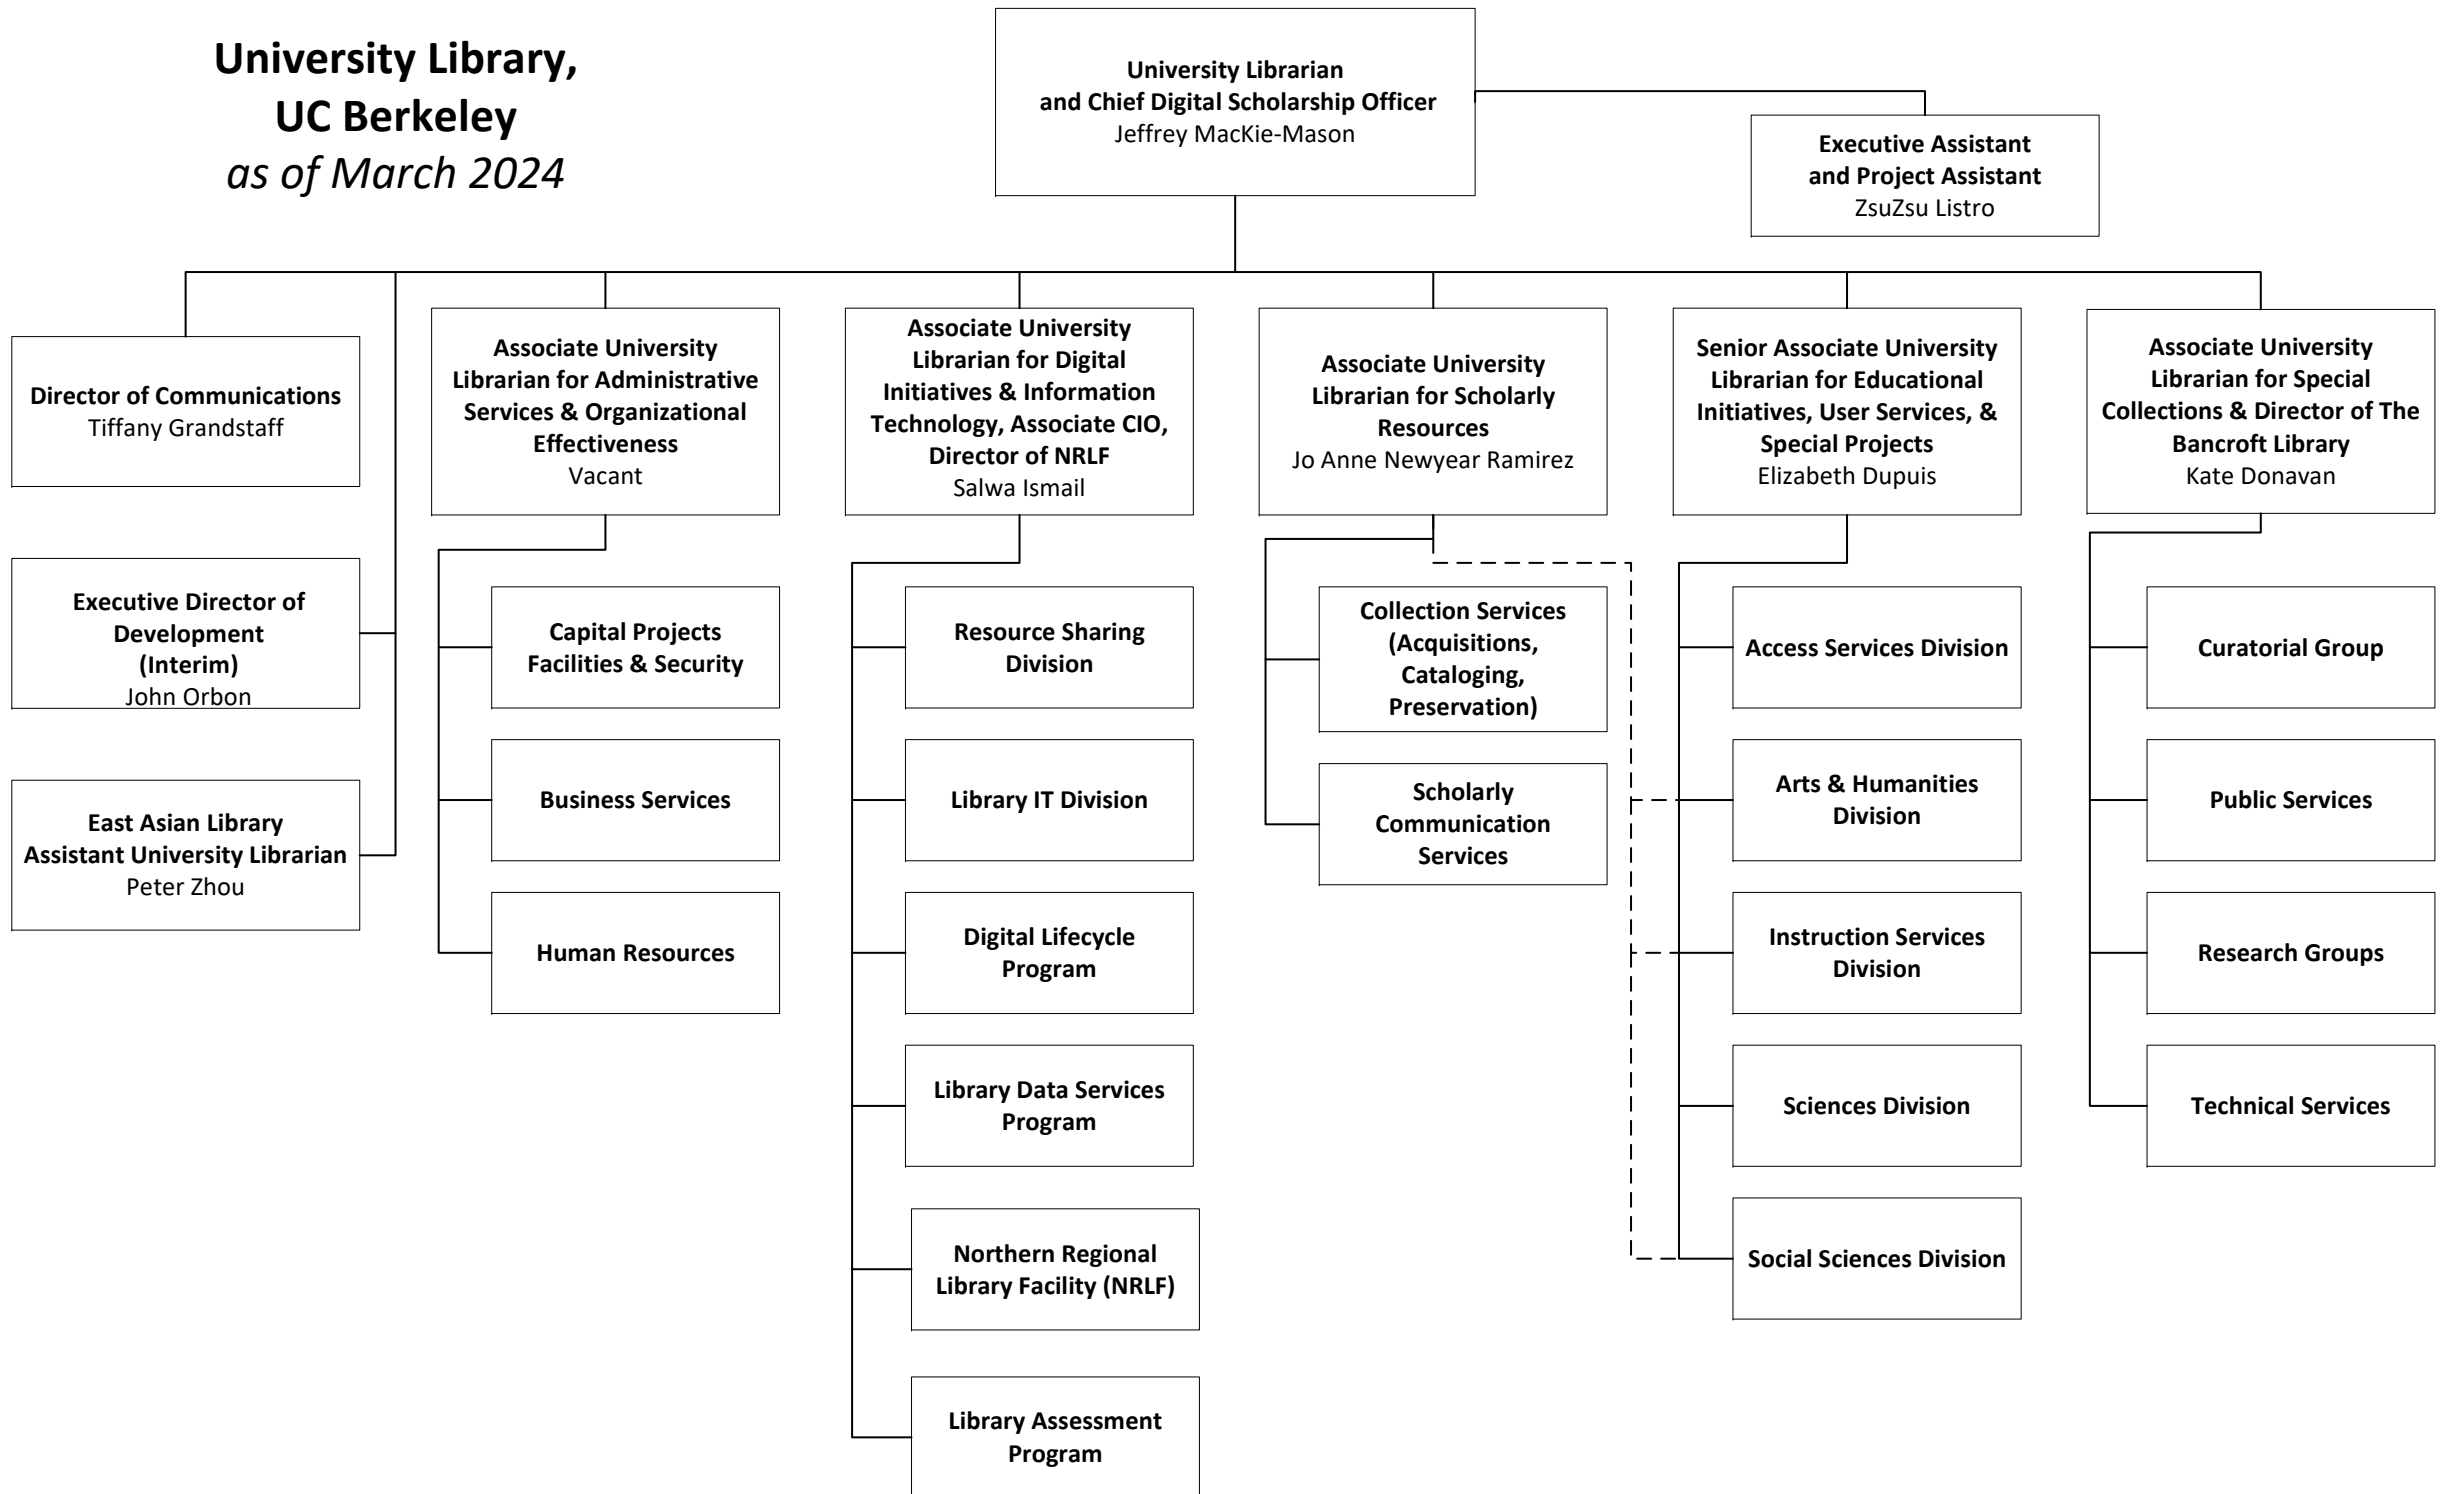 University Library,
UC Berkeley
as of March 2024
University Librarian
and Chief Digital Scholarship Officer
Jeffrey MacKie-Mason
Executive Assistant
and Project Assistant
ZsuZsu Listro
Director of Communications
Tiffany Grandstaff
Executive Director of
Development
(Interim)
John Orbon
East Asian Library
Assistant University Librarian
Peter Zhou
Associate University
Librarian for Administrative
Services & Organizational
Effectiveness
Vacant
Capital Projects
Facilities & Security
Business Services
Human Resources
Associate University
Librarian for Digital
Initiatives & Information
Technology, Associate CIO,
Director of NRLF
Salwa Ismail
Resource Sharing
Division
Library IT Division
Digital Lifecycle
Program
Library Data Services
Program
Northern Regional
Library Facility (NRLF)
Library Assessment
Program
Associate University
Librarian for Scholarly
Resources
Jo Anne Newyear Ramirez
Collection Services
(Acquisitions,
Cataloging,
Preservation)
Scholarly
Communication
Services
Senior Associate University
Librarian for Educational
Initiatives, User Services, &
Special Projects
Elizabeth Dupuis
Access Services Division
Arts & Humanities
Division
Instruction Services
Division
Sciences Division
Social Sciences Division
Associate University
Librarian for Special
Collections & Director of The
Bancroft Library
Kate Donavan
Curatorial Group
Public Services
Research Groups
Technical Services